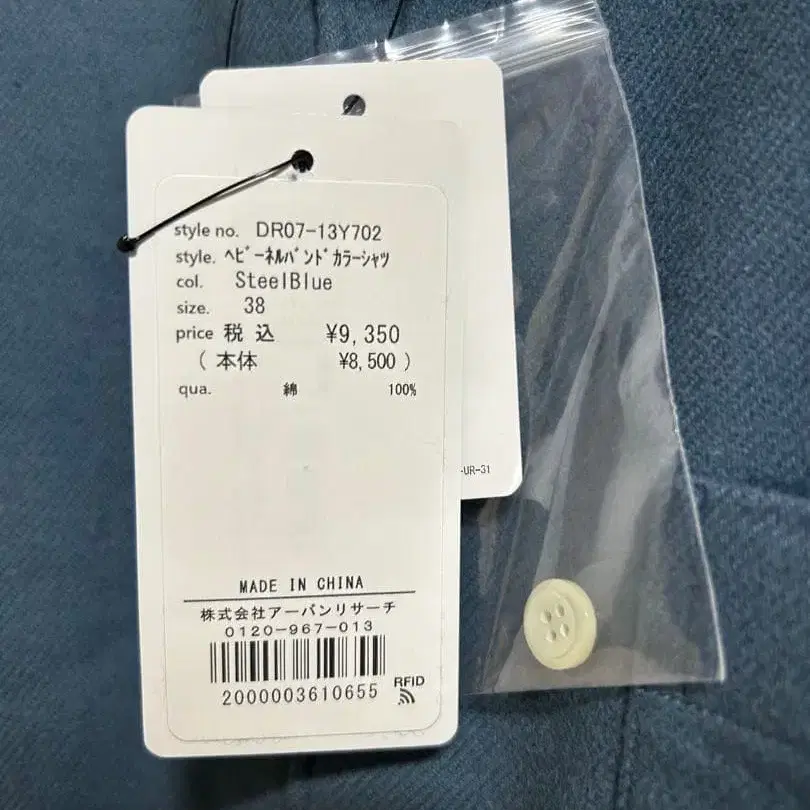 style no. DR07-13Y702
style. ﾍﾋﾞｰﾈﾙﾊﾞﾝﾄﾞｶﾗｰｼｬﾂ
col. SteelBlue
size. 38
price 税込 ¥9,350
( 本体 ¥8,500 )
qua. 綿 100%
-UR-31
MADE IN CHINA
株式会社アーバンリサーチ
0120-967-013
RFID
2000003610655